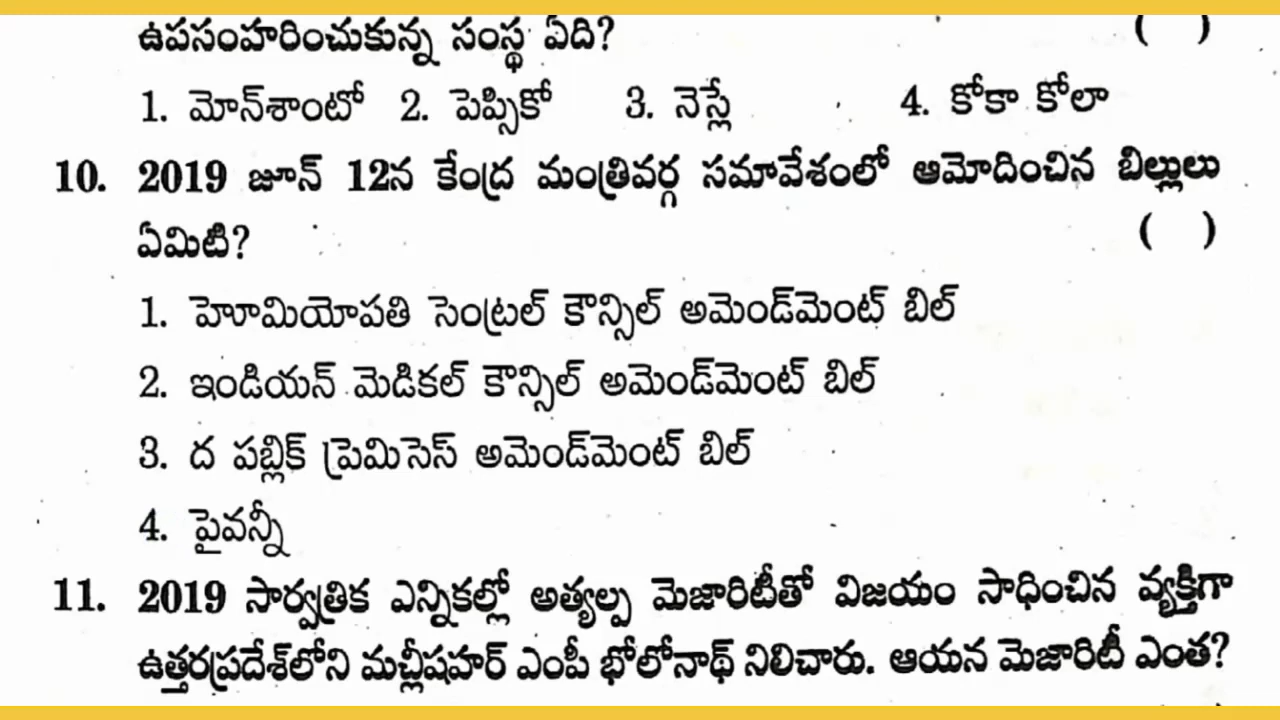 ఉపసంహరించుకున్న సంస్థ ఏది? ( )
1. మోన్‌శాంటో 2. పెప్సికో 3. నెస్లే 4. కోకా కోలా
10. 2019 జూన్ 12న కేంద్ర మంత్రివర్గ సమావేశంలో ఆమోదించిన బిల్లులు
ఏమిటి? ( )
1. హెూమియోపతి సెంట్రల్ కౌన్సిల్ అమెండ్‌మెంట్ బిల్
2. ఇండియన్ మెడికల్ కౌన్సిల్ అమెండ్‌మెంట్ బిల్
3. ద పబ్లిక్ ప్రెమిసెస్ అమెండ్‌మెంట్ బిల్
4. పైవన్నీ
11. 2019 సార్వత్రిక ఎన్నికల్లో అత్యల్ప మెజారిటీతో విజయం సాధించిన వ్యక్తిగా
ఉత్తరప్రదేశ్‌లోని మచ్లీషహర్ ఎంపీ భోలోనాథ్ నిలిచారు. ఆయన మెజారిటీ ఎంత?